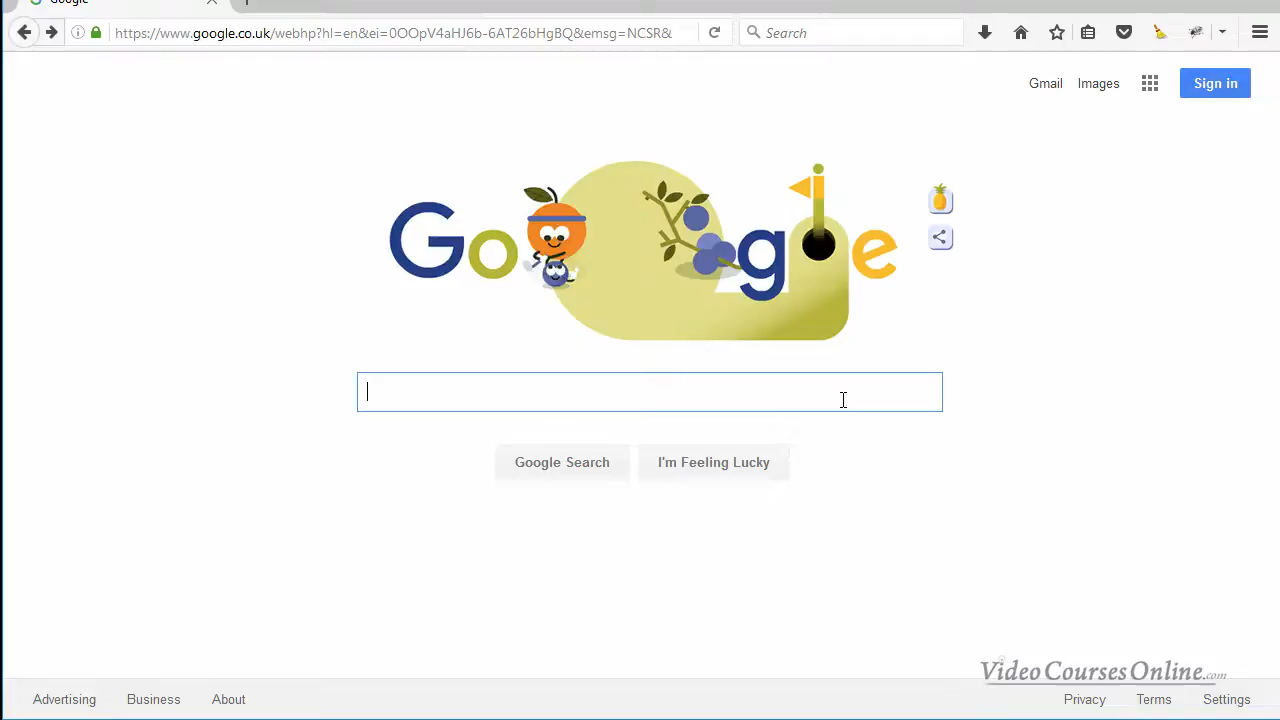 Google
https://www.google.co.uk/webhp?hl=en&ei=0OOpV4aHJ6b-6AT26bHgBQ&emsg=NCSR&
Search
Gmail
Images
Sign in
Google
Google Search
I'm Feeling Lucky
VideoCoursesOnline.com
Advertising
Business
About
Privacy
Terms
Settings